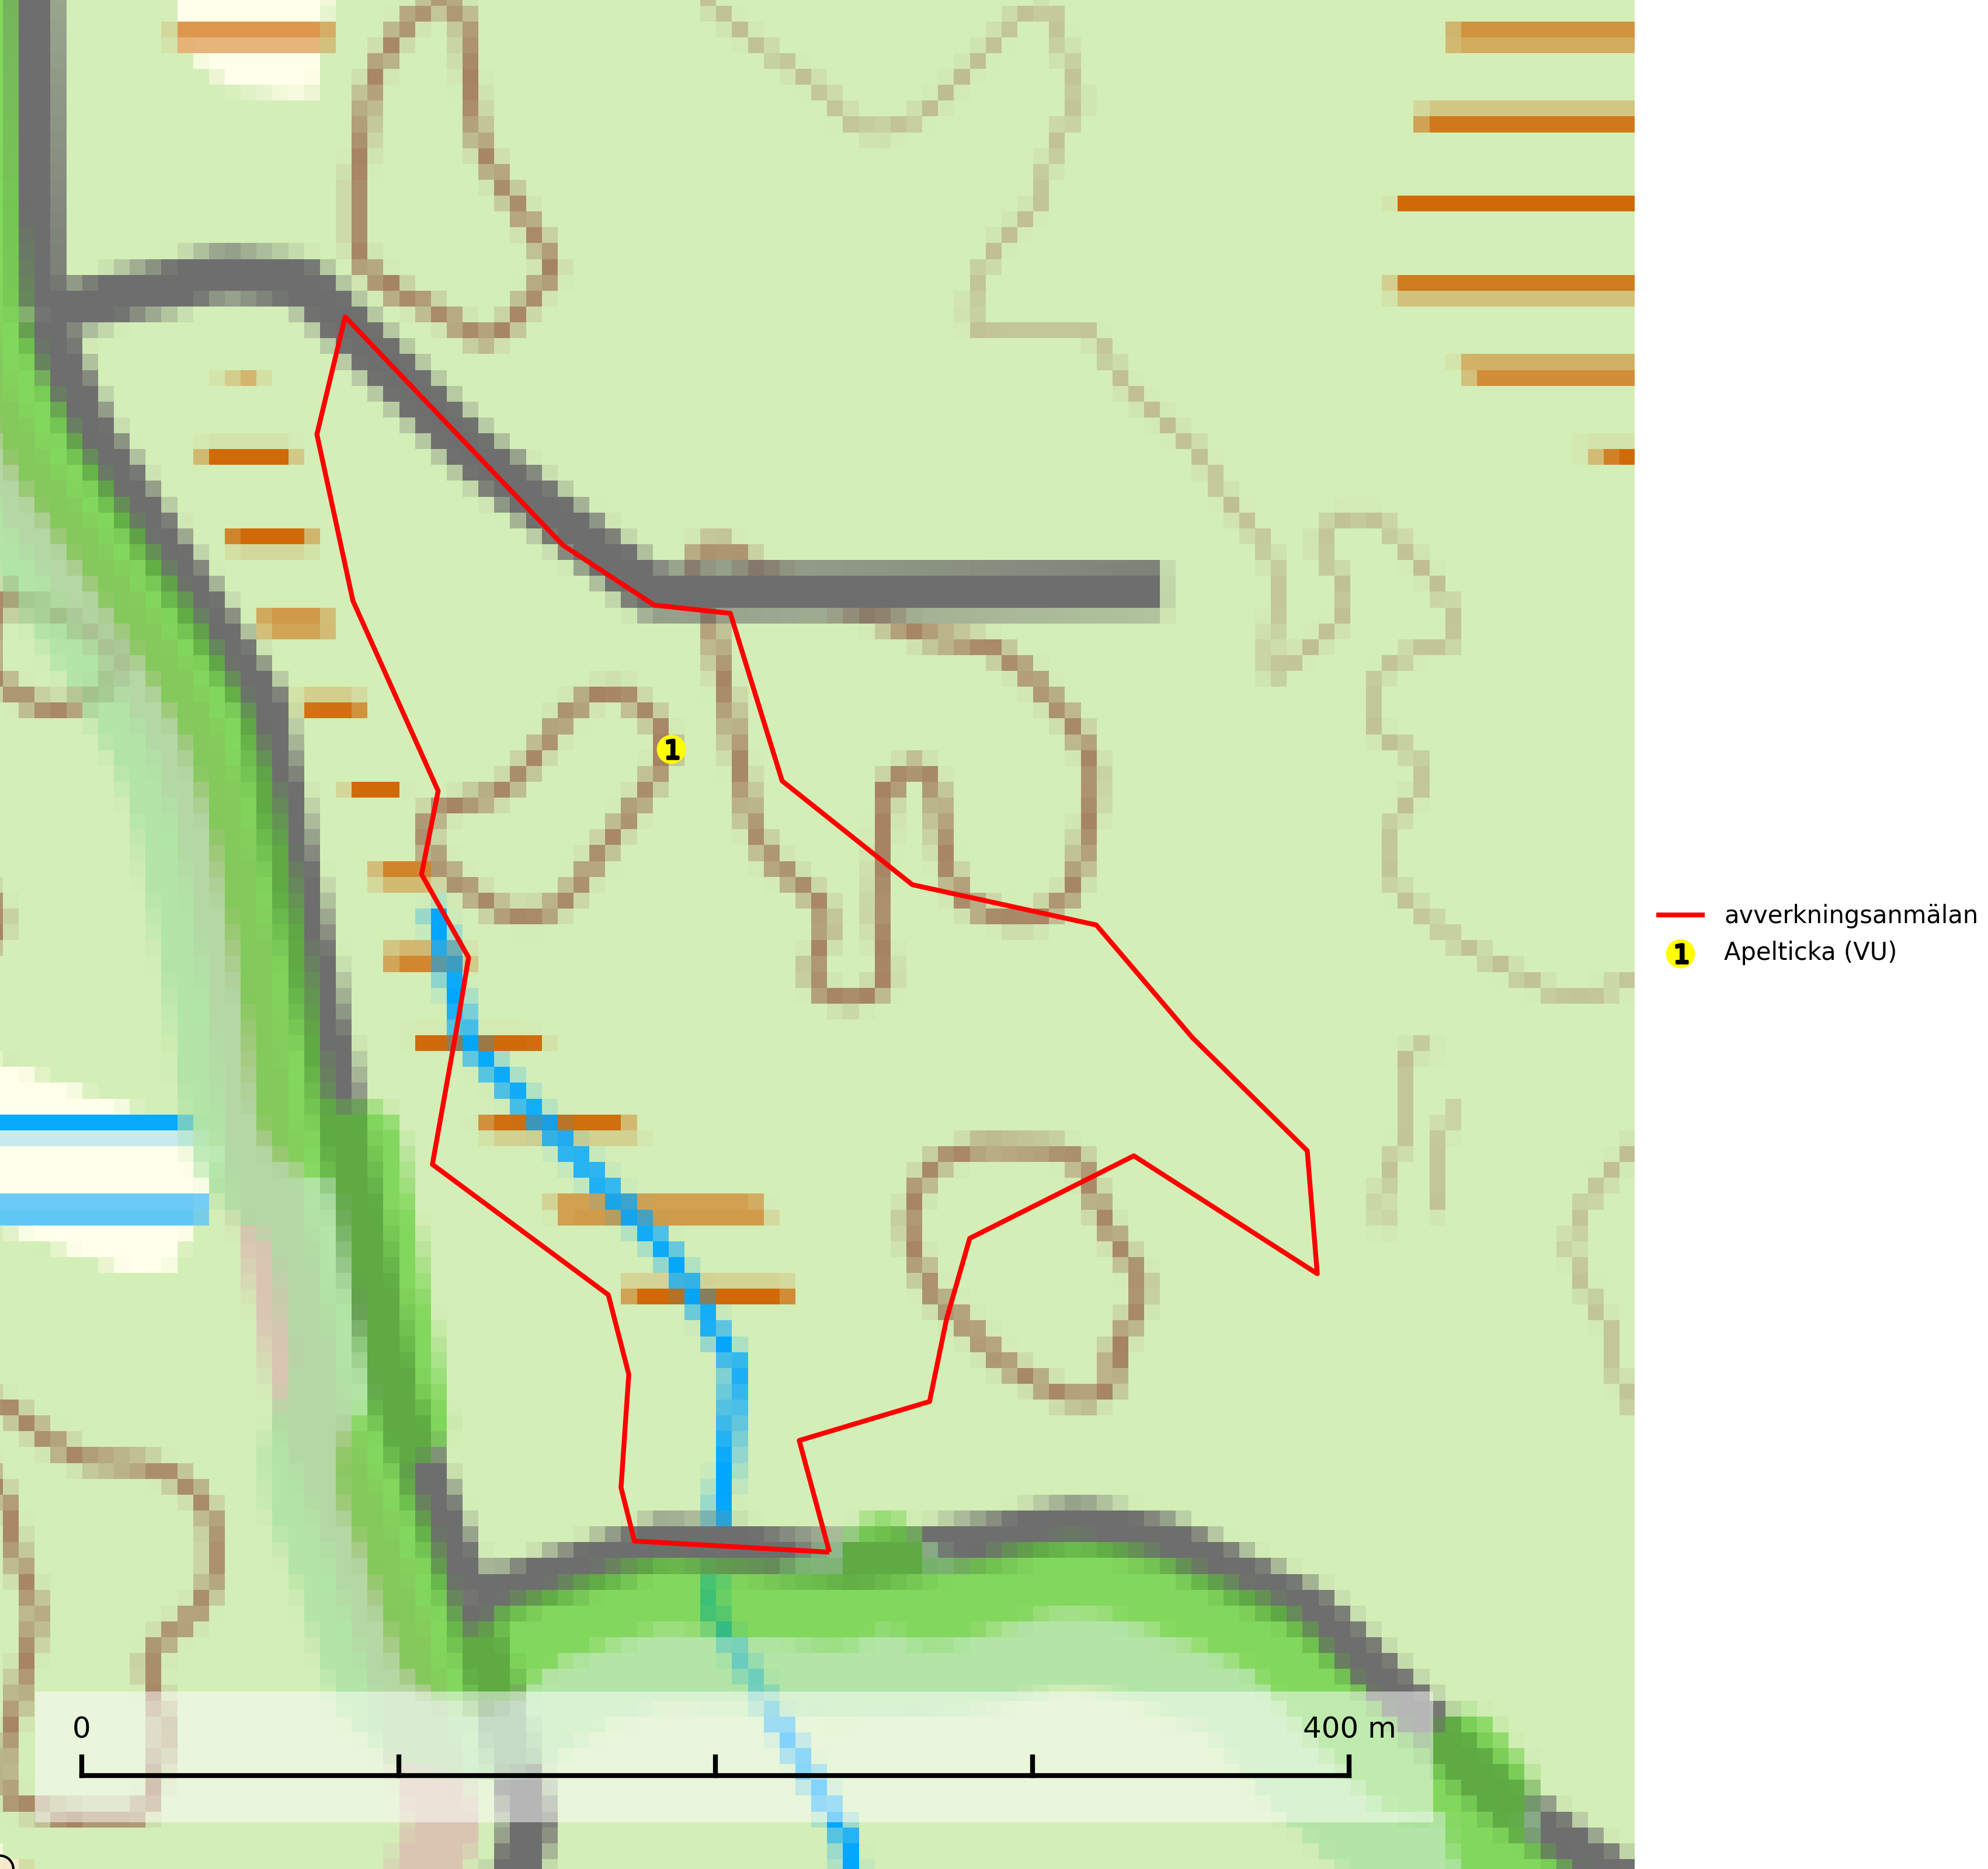 1
avverkningsanmälan
1 Apelticka (VU)
0 400 m